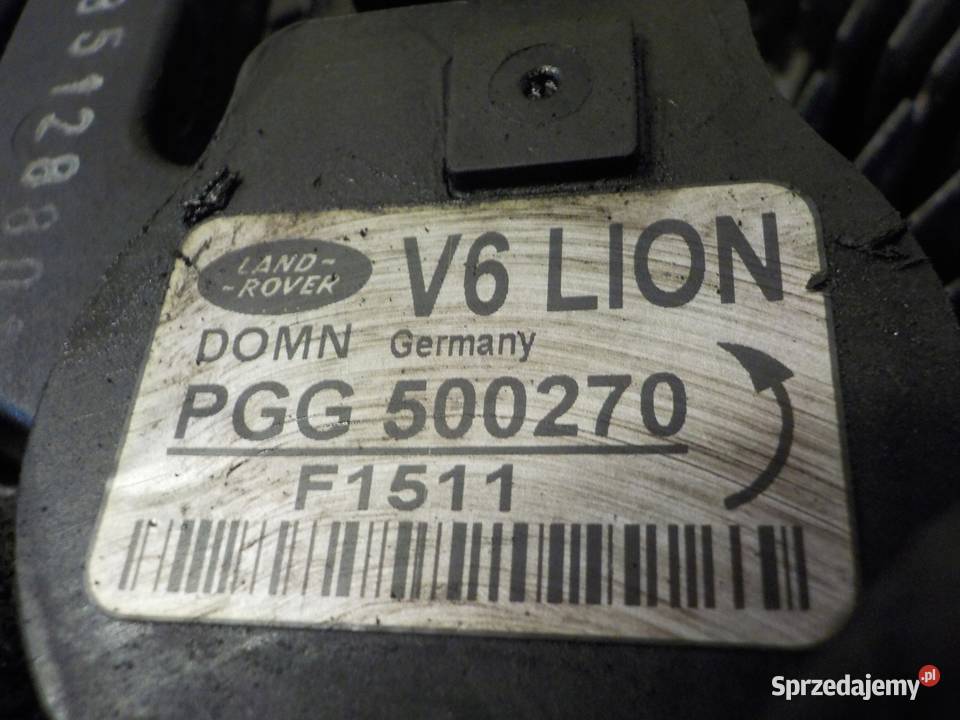 LAND-
-ROVER
V6 LION
DOMN Germany
PGG 500270
F1511
Sprzedajemy.pl